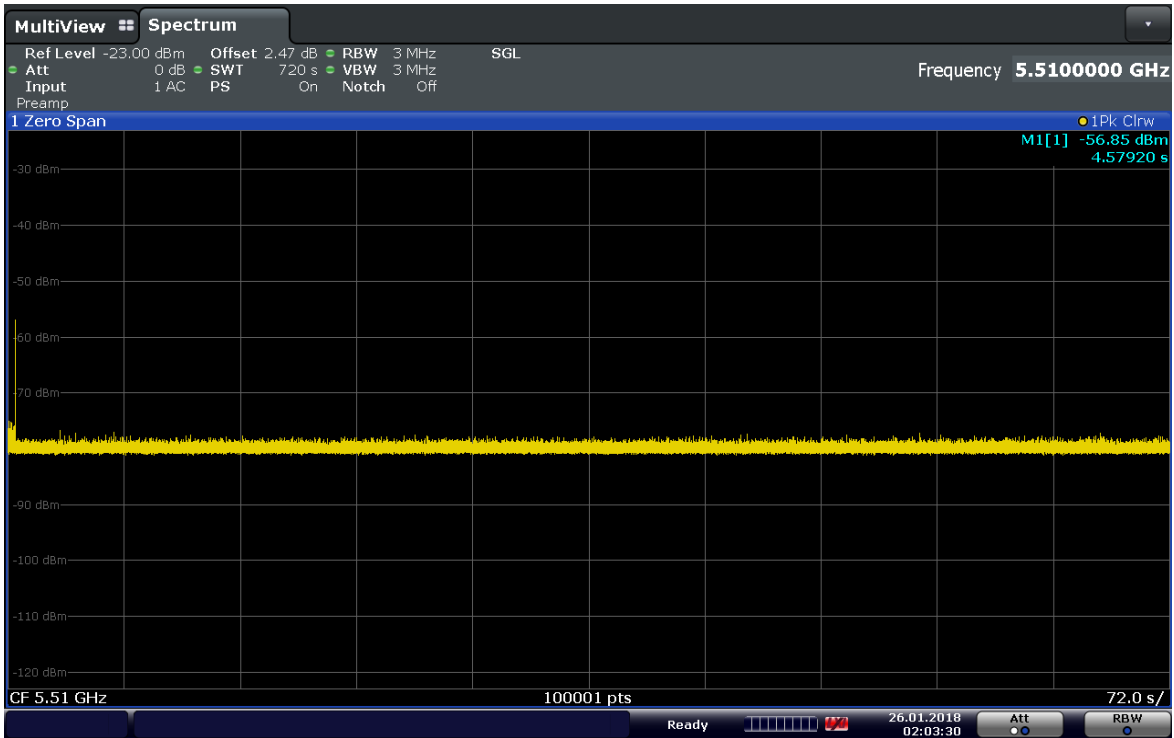 MultiView Spectrum
Ref Level -23.00 dBm Offset 2.47 dB RBW 3 MHz SGL
Att 0 dB SWT 720 s VBW 3 MHz
Input 1 AC PS On Notch Off
Preamp
Frequency 5.5100000 GHz
1 Zero Span 1Pk Clrw
M1[1] -56.85 dBm
4.57920 s
-30 dBm
-40 dBm
-50 dBm
-60 dBm
-70 dBm
-90 dBm
-100 dBm
-110 dBm
-120 dBm
CF 5.51 GHz 100001 pts 72.0 s/
Ready 26.01.2018 Att RBW
02:03:30